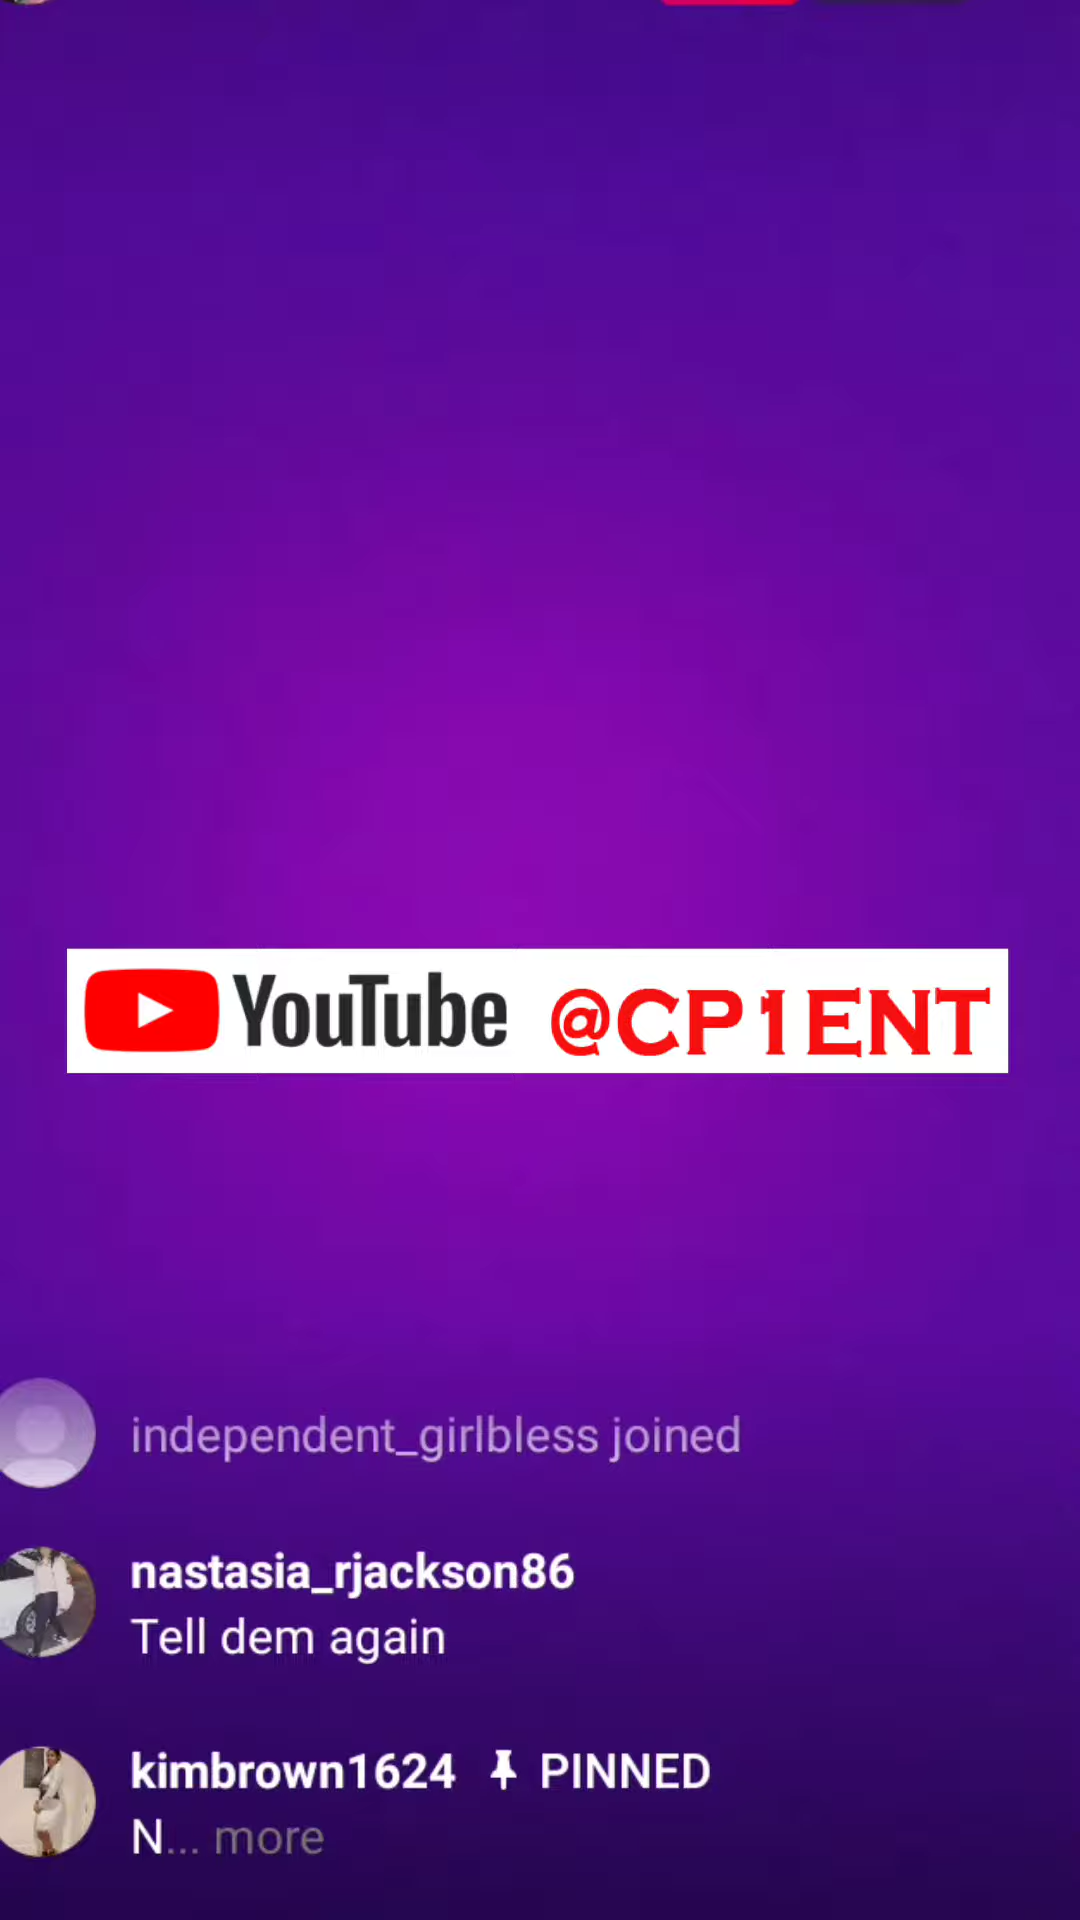 YouTube @CP1ENT
independent_girlbless joined
nastasia_rjackson86
Tell dem again
kimbrown1624 PINNED
N... more